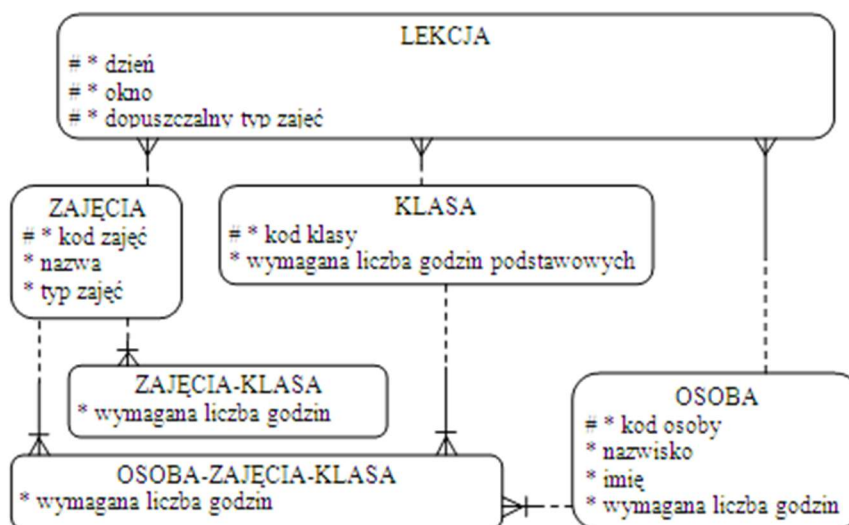 LEKCJA
# * dzień
# * okno
# * dopuszczalny typ zajęć
ZAJĘCIA
# * kod zajęć
* nazwa
* typ zajęć
KLASA
# * kod klasy
* wymagana liczba godzin podstawowych
ZAJĘCIA-KLASA
* wymagana liczba godzin
OSOBA
# * kod osoby
* nazwisko
* imię
* wymagana liczba godzin
OSOBA-ZAJĘCIA-KLASA
* wymagana liczba godzin